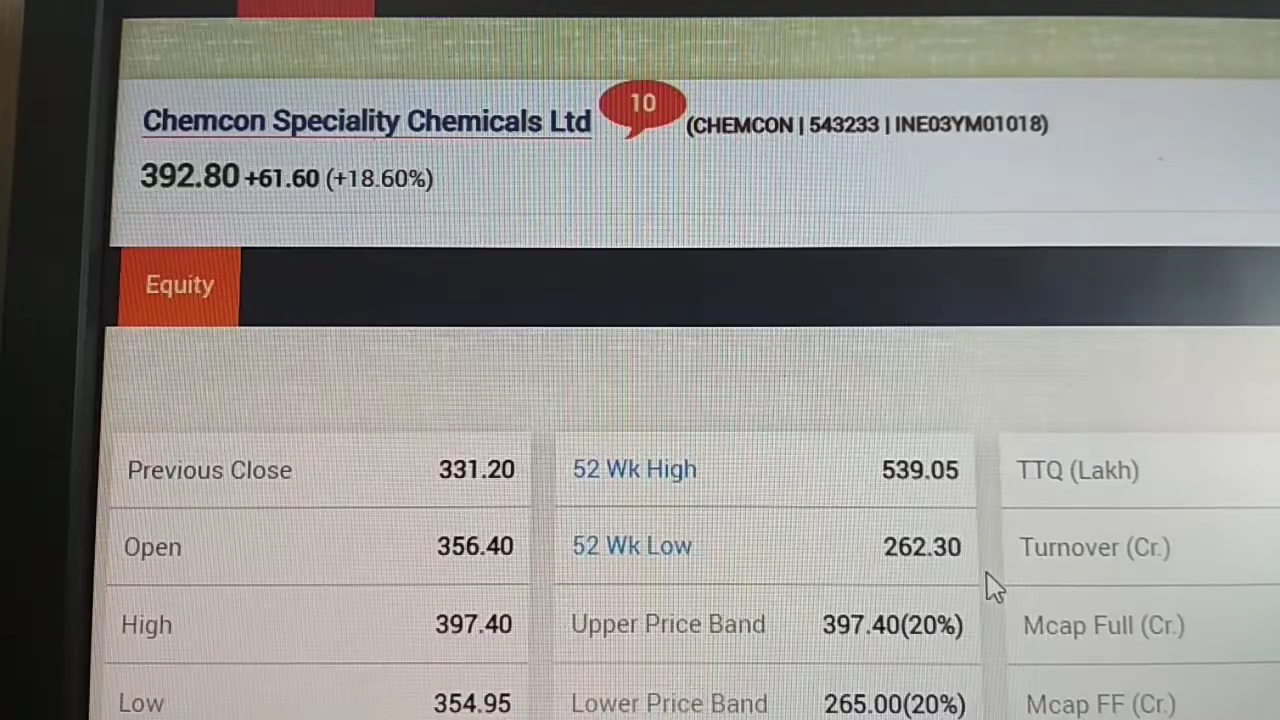 Chemcon Speciality Chemicals Ltd 10 (CHEMCON | 543233 | INE03YM01018)
392.80 +61.60 (+18.60%)
Equity
Previous Close 331.20 52 Wk High 539.05 TTQ (Lakh)
Open 356.40 52 Wk Low 262.30 Turnover (Cr.)
High 397.40 Upper Price Band 397.40(20%) Mcap Full (Cr.)
Low 354.95 Lower Price Band 265.00(20%) Mcap FF (Cr.)